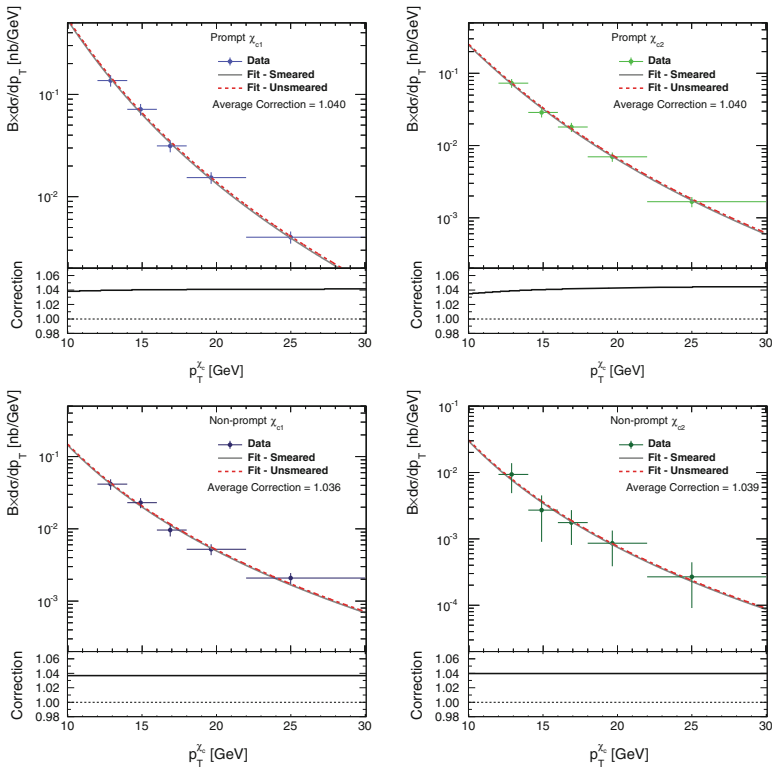 B×dσ/dp_T [nb/GeV]
Prompt χ_c1
Data
Fit - Smeared
Fit - Unsmeared
Average Correction = 1.040
10^-1
10^-2
Correction
1.06
1.04
1.02
1.00
0.98
10 15 20 25 30
p_T^χ_c [GeV]
B×dσ/dp_T [nb/GeV]
Prompt χ_c2
Data
Fit - Smeared
Fit - Unsmeared
Average Correction = 1.040
10^-1
10^-2
10^-3
Correction
1.06
1.04
1.02
1.00
0.98
10 15 20 25 30
p_T^χ_c [GeV]
B×dσ/dp_T [nb/GeV]
Non-prompt χ_c1
Data
Fit - Smeared
Fit - Unsmeared
Average Correction = 1.036
10^-1
10^-2
10^-3
Correction
1.06
1.04
1.02
1.00
0.98
10 15 20 25 30
p_T^χ_c [GeV]
B×dσ/dp_T [nb/GeV]
10^-1
Non-prompt χ_c2
Data
Fit - Smeared
Fit - Unsmeared
Average Correction = 1.039
10^-2
10^-3
10^-4
Correction
1.06
1.04
1.02
1.00
0.98
10 15 20 25 30
p_T^χ_c [GeV]